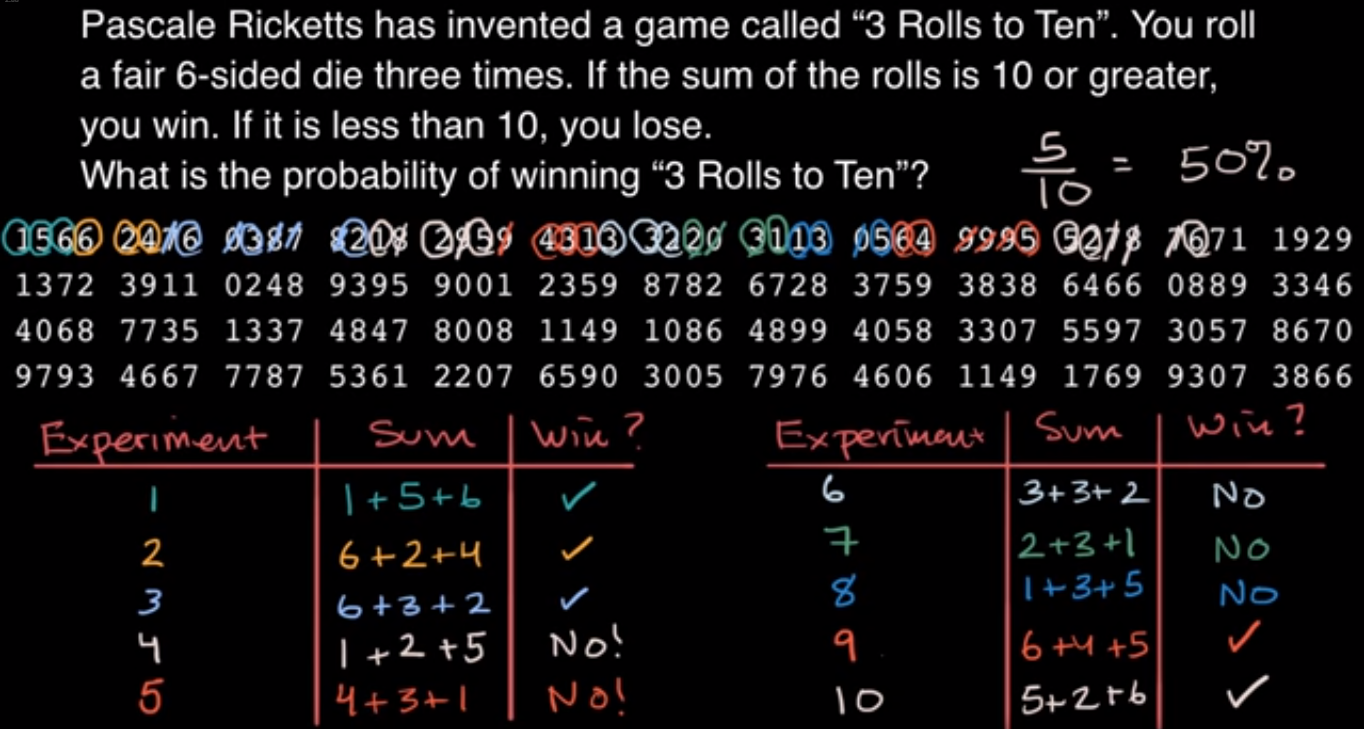 Pascale Ricketts has invented a game called “3 Rolls to Ten”. You roll
a fair 6-sided die three times. If the sum of the rolls is 10 or greater,
you win. If it is less than 10, you lose.
What is the probability of winning “3 Rolls to Ten”? 5/10 = 50%
1566 2476 0387 8218 2959 4313 3220 3103 0564 9995 5278 7671 1929
1372 3911 0248 9395 9001 2359 8782 6728 3759 3838 6466 0889 3346
4068 7735 1337 4847 8008 1149 1086 4899 4058 3307 5597 3057 8670
9793 4667 7787 5361 2207 6590 3005 7976 4606 1149 1769 9307 3866
Experiment Sum Win?
1 1+5+6 ✓
2 6+2+4 ✓
3 6+3+2 ✓
4 1+2+5 No!
5 4+3+1 No!
Experiment Sum Win?
6 3+3+2 No
7 2+3+1 No
8 1+3+5 No
9 6+4+5 ✓
10 5+2+6 ✓